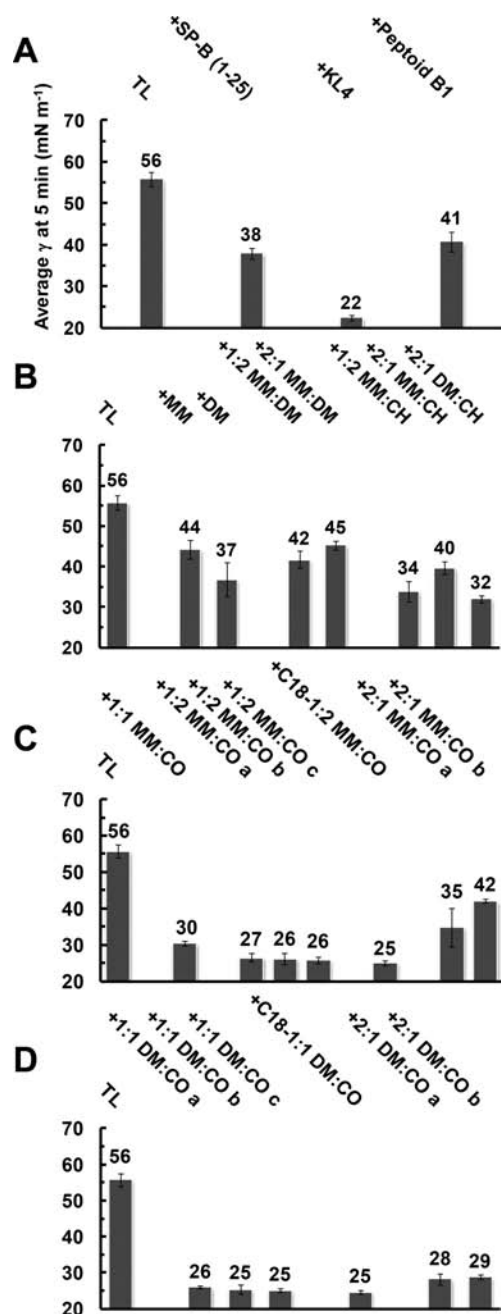 A
TL
+SP-B (1-25)
+KL4
+Peptoid B1
Average γ at 5 min (mN m-1)
70
60
50
40
30
20
56
38
22
41
B
TL
+MM
+DM
+1:2 MM:DM
+2:1 MM:DM
+1:2 MM:CH
+2:1 MM:CH
+2:1 DM:CH
70
60
50
40
30
20
56
44
37
42
45
34
40
32
C
TL
+1:1 MM:CO
+1:2 MM:CO a
+1:2 MM:CO b
+1:2 MM:CO c
+C18-1:2 MM:CO
+2:1 MM:CO a
+2:1 MM:CO b
70
60
50
40
30
20
56
30
27
26
26
25
35
42
D
TL
+1:1 DM:CO a
+1:1 DM:CO b
+1:1 DM:CO c
+C18-1:1 DM:CO
+2:1 DM:CO a
+2:1 DM:CO b
70
60
50
40
30
20
56
26
25
25
25
28
29